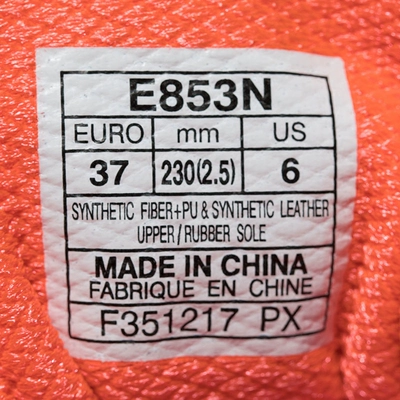 E853N
EURO mm US
37 230(2.5) 6
SYNTHETIC FIBER+PU & SYNTHETIC LEATHER
UPPER/RUBBER SOLE
MADE IN CHINA
FABRIQUE EN CHINE
F351217 PX